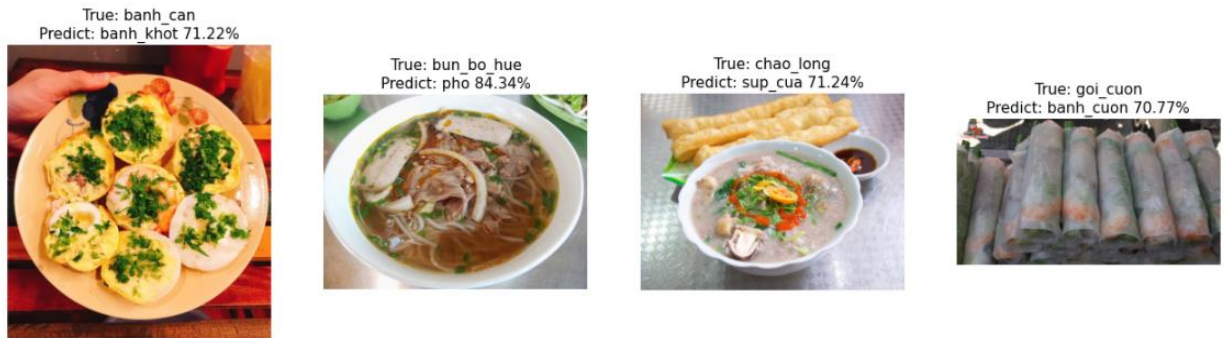 True: banh_can
Predict: banh_khot 71.22%
True: bun_bo_hue
Predict: pho 84.34%
True: chao_long
Predict: sup_cua 71.24%
True: goi_cuon
Predict: banh_cuon 70.77%